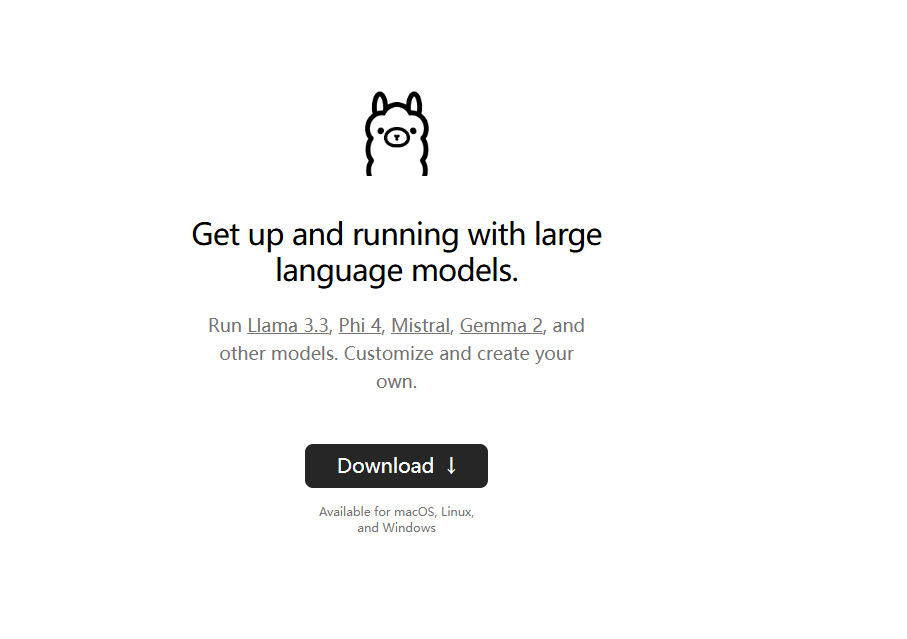 Get up and running with large
language models.
Run Llama 3.3, Phi 4, Mistral, Gemma 2, and
other models. Customize and create your
own.
Download ↓
Available for macOS, Linux,
and Windows